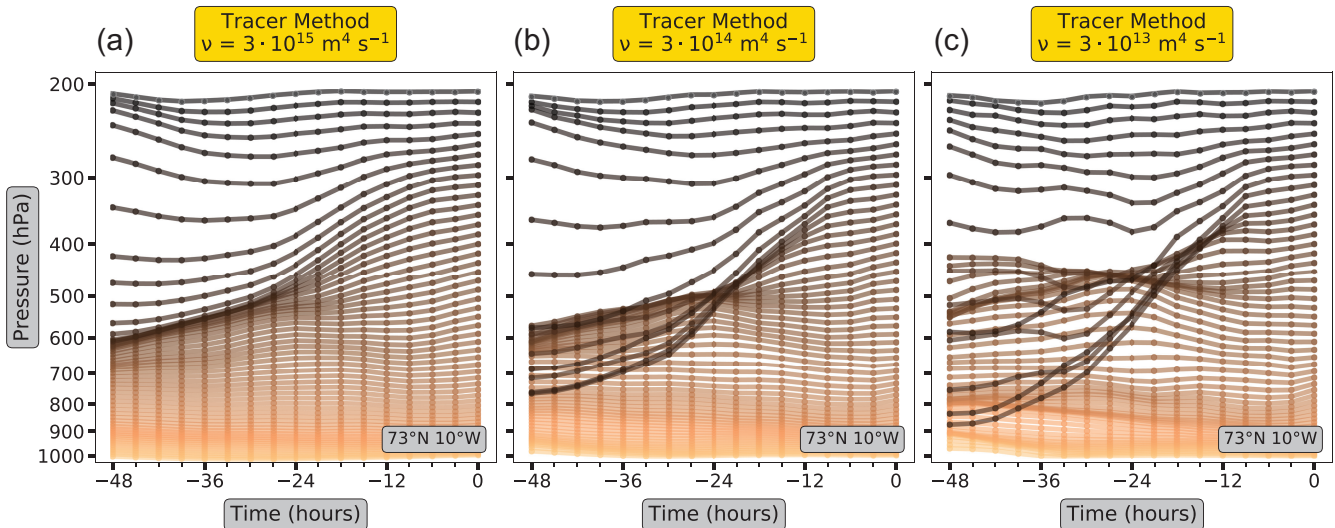 (a)
Tracer Method
ν = 3 · 10¹⁵ m⁴ s⁻¹
(b)
Tracer Method
ν = 3 · 10¹⁴ m⁴ s⁻¹
(c)
Tracer Method
ν = 3 · 10¹³ m⁴ s⁻¹
Pressure (hPa)
200
300
400
500
600
700
800
900
1000
73°N 10°W
73°N 10°W
73°N 10°W
−48 −36 −24 −12 0
−48 −36 −24 −12 0
−48 −36 −24 −12 0
Time (hours)
Time (hours)
Time (hours)